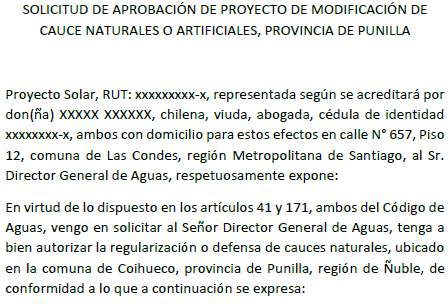 SOLICITUD DE APROBACIÓN DE PROYECTO DE MODIFICACIÓN DE
CAUCE NATURALES O ARTIFICIALES, PROVINCIA DE PUNILLA
Proyecto Solar, RUT: xxxxxxxxx-x, representada según se acreditará por
don(ña) XXXXX XXXXXX, chilena, viuda, abogada, cédula de identidad
xxxxxxxx-x, ambos con domicilio para estos efectos en calle N° 657, Piso
12, comuna de Las Condes, región Metropolitana de Santiago, al Sr.
Director General de Aguas, respetuosamente expone:
En virtud de lo dispuesto en los artículos 41 y 171, ambos del Código de
Aguas, vengo en solicitar al Señor Director General de Aguas, tenga a
bien autorizar la regularización o defensa de cauces naturales, ubicado
en la comuna de Coihueco, provincia de Punilla, región de Ñuble, de
conformidad a lo que a continuación se expresa: